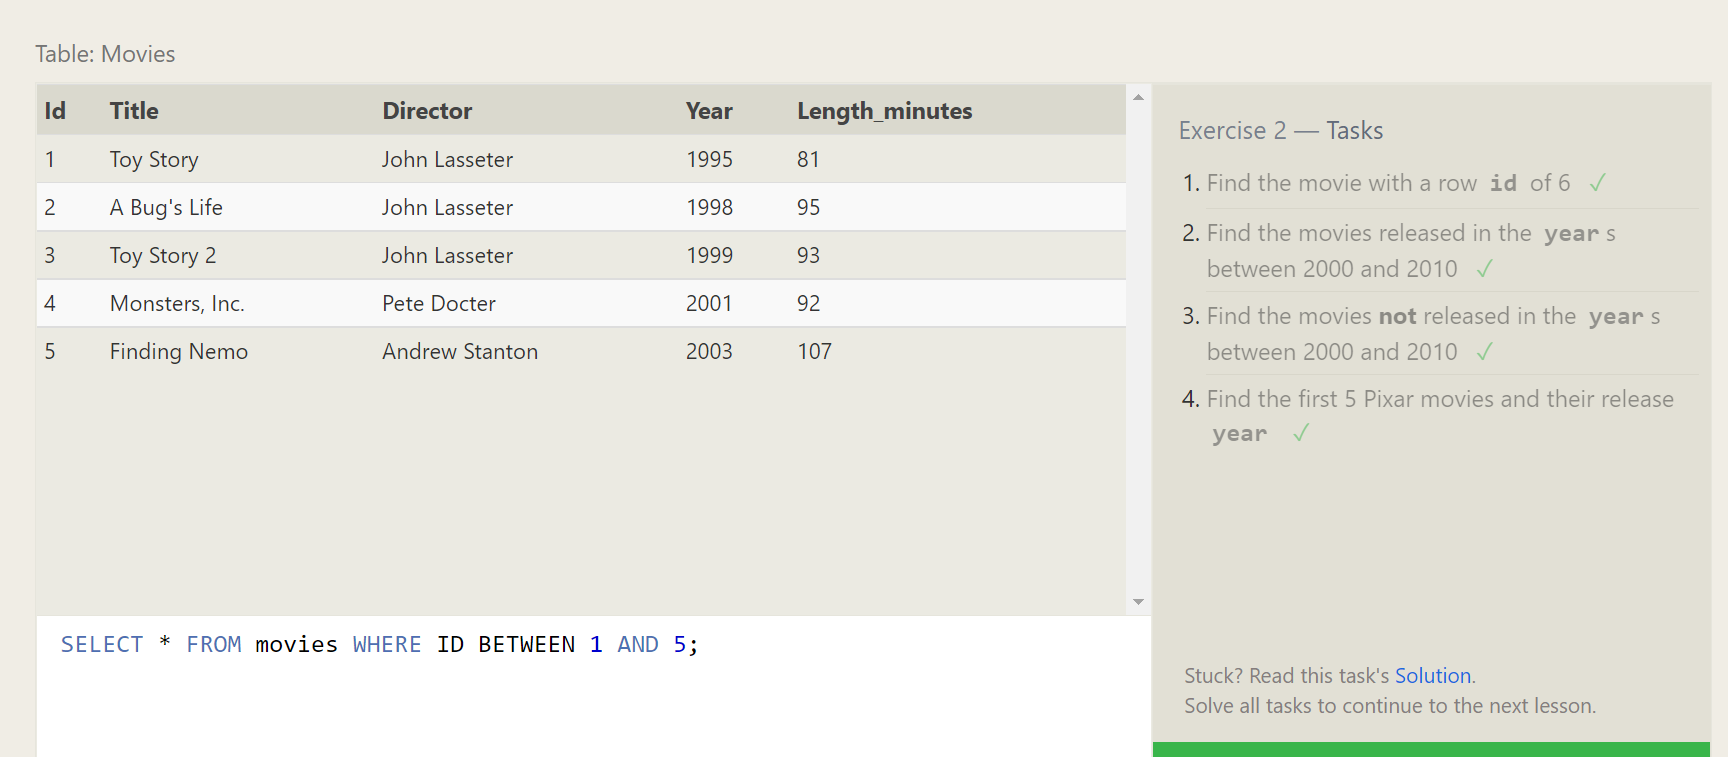 Table: Movies
Id Title Director Year Length_minutes
1 Toy Story John Lasseter 1995 81
2 A Bug's Life John Lasseter 1998 95
3 Toy Story 2 John Lasseter 1999 93
4 Monsters, Inc. Pete Docter 2001 92
5 Finding Nemo Andrew Stanton 2003 107
SELECT * FROM movies WHERE ID BETWEEN 1 AND 5;
Exercise 2 — Tasks
1. Find the movie with a row id of 6 ✓
2. Find the movies released in the year s
between 2000 and 2010 ✓
3. Find the movies not released in the year s
between 2000 and 2010 ✓
4. Find the first 5 Pixar movies and their release
year ✓
Stuck? Read this task's Solution.
Solve all tasks to continue to the next lesson.